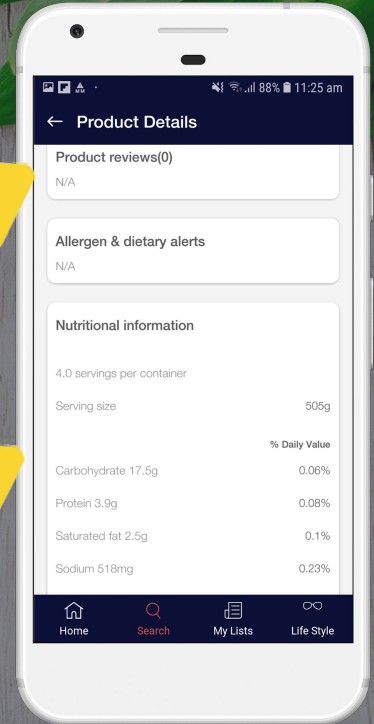 88% 11:25 am
← Product Details
Product reviews(0)
N/A
Allergen & dietary alerts
N/A
Nutritional information
4.0 servings per container
Serving size 505g
% Daily Value
Carbohydrate 17.5g 0.06%
Protein 3.9g 0.08%
Saturated fat 2.5g 0.1%
Sodium 518mg 0.23%
Home Search My Lists Life Style